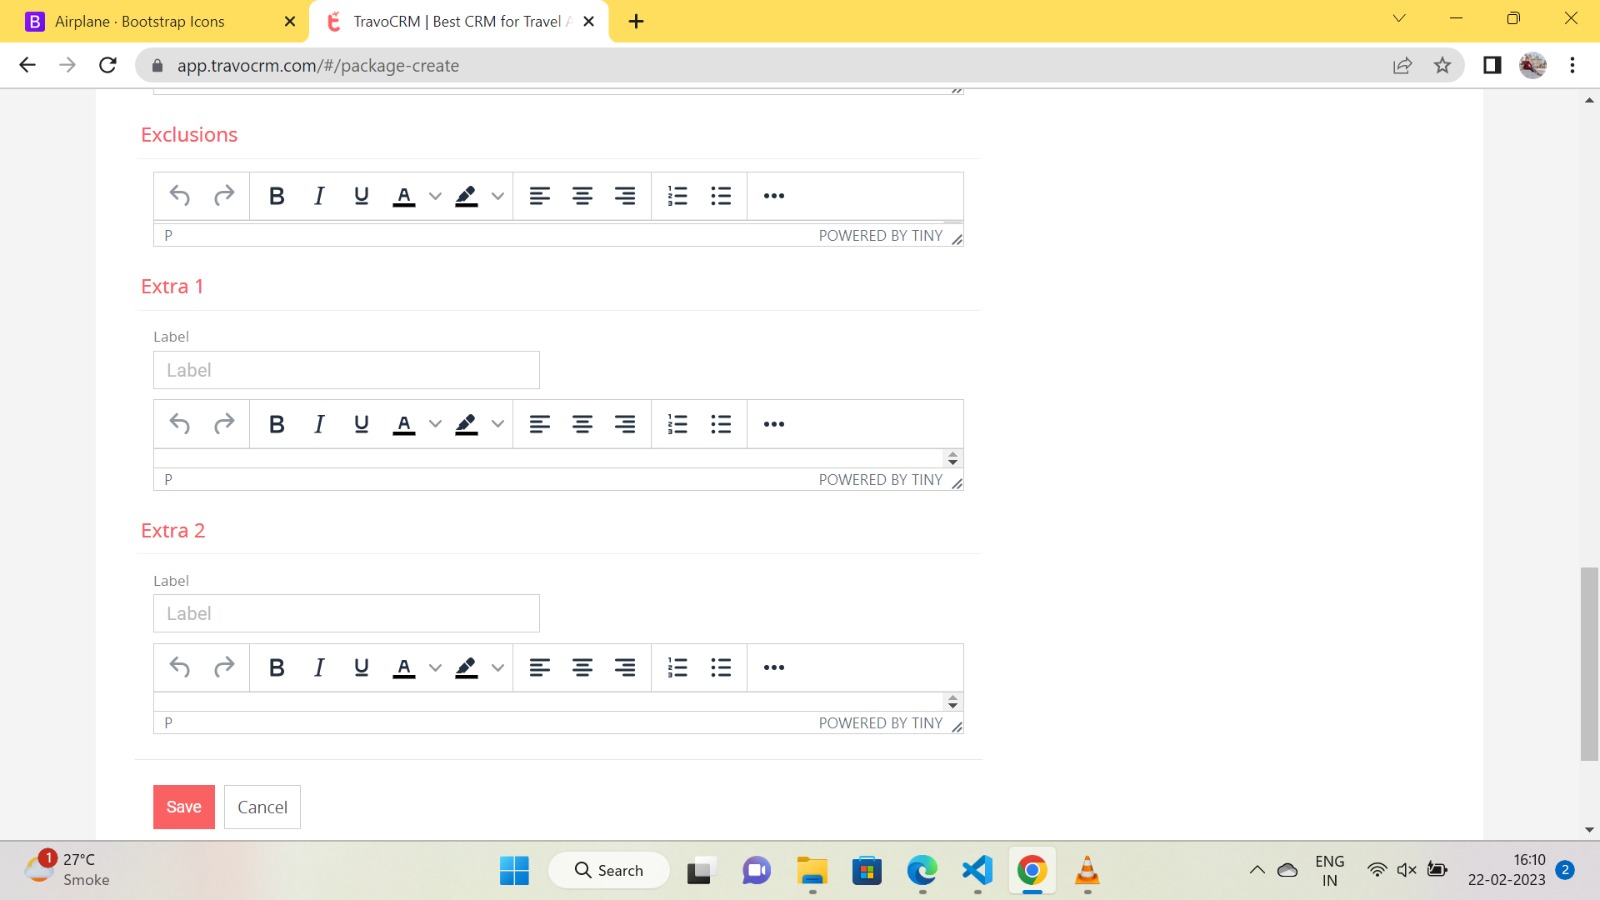 Airplane · Bootstrap Icons
TravoCRM | Best CRM for Travel A
app.travocrm.com/#/package-create
Exclusions
B I U A
P POWERED BY TINY
Extra 1
Label
Label
B I U A
P POWERED BY TINY
Extra 2
Label
Label
B I U A
P POWERED BY TINY
Save Cancel
1
27°C
Smoke
Search
ENG
IN
16:10
22-02-2023
2